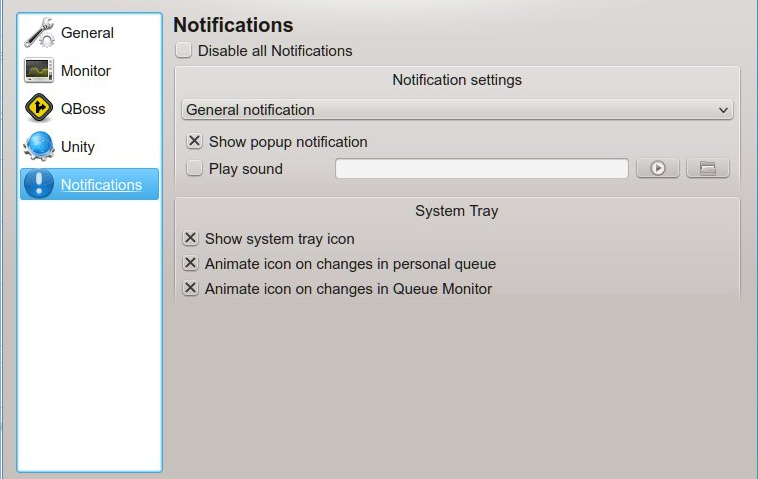 General
Monitor
QBoss
Unity
Notifications
Notifications
Disable all Notifications
Notification settings
General notification
Show popup notification
Play sound
System Tray
Show system tray icon
Animate icon on changes in personal queue
Animate icon on changes in Queue Monitor